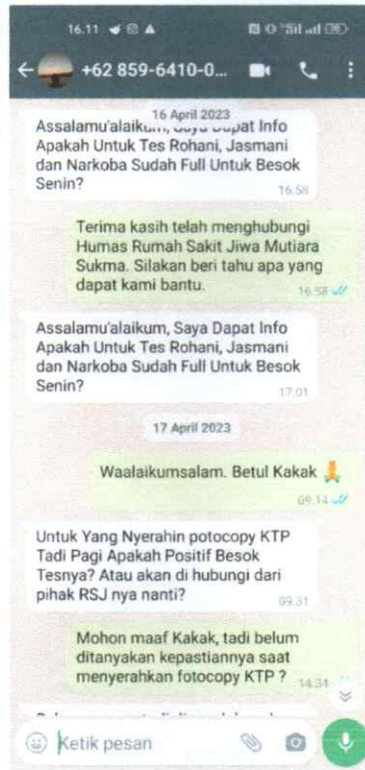 16.11
+62 859-6410-0...
16 April 2023
Assalamu'alaikum, Saya Dapat Info
Apakah Untuk Tes Rohani, Jasmani
dan Narkoba Sudah Full Untuk Besok
Senin?
16.58
Terima kasih telah menghubungi
Humas Rumah Sakit Jiwa Mutiara
Sukma. Silakan beri tahu apa yang
dapat kami bantu.
16.58
Assalamu'alaikum, Saya Dapat Info
Apakah Untuk Tes Rohani, Jasmani
dan Narkoba Sudah Full Untuk Besok
Senin?
17.01
17 April 2023
Waalaikumsalam. Betul Kakak 🙏
09.14
Untuk Yang Nyerahin potocopy KTP
Tadi Pagi Apakah Positif Besok
Tesnya? Atau akan di hubungi dari
pihak RSJ nya nanti?
09.31
Mohon maaf Kakak, tadi belum
ditanyakan kepastiannya saat
menyerahkan fotocopy KTP ?
14.34
Ketik pesan